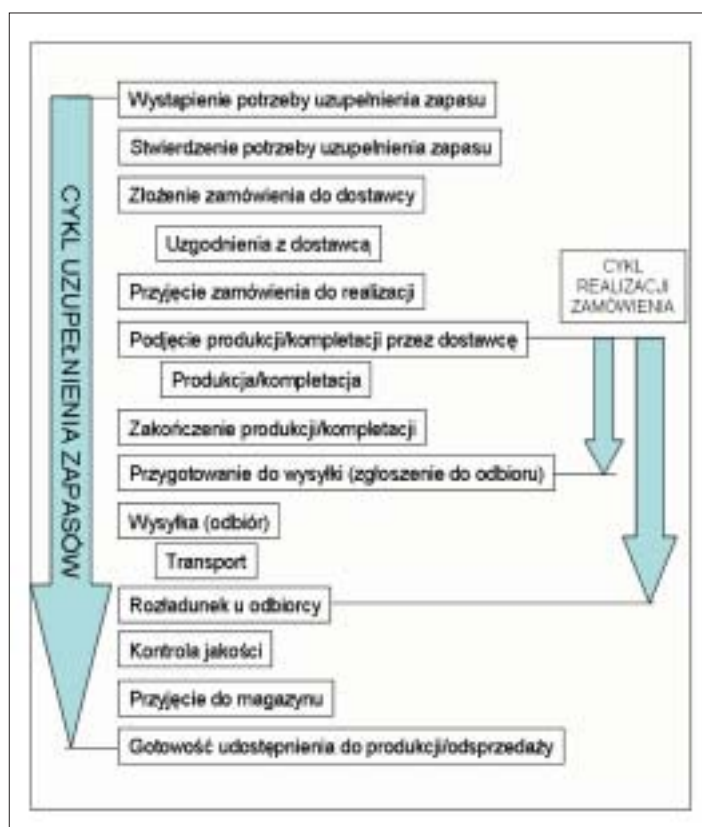 CYKL UZUPEŁNIENIA ZAPASÓW
Wystąpienie potrzeby uzupełnienia zapasu
Stwierdzenie potrzeby uzupełnienia zapasu
Złożenie zamówienia do dostawcy
Uzgodnienia z dostawcą
CYKL
REALIZACJI
ZAMÓWIENIA
Przyjęcie zamówienia do realizacji
Podjęcie produkcji/kompletacji przez dostawcę
Produkcja/kompletacja
Zakończenie produkcji/kompletacji
Przygotowanie do wysyłki (zgłoszenie do odbioru)
Wysyłka (odbiór)
Transport
Rozładunek u odbiorcy
Kontrola jakości
Przyjęcie do magazynu
Gotowość udostępnienia do produkcji/odsprzedaży